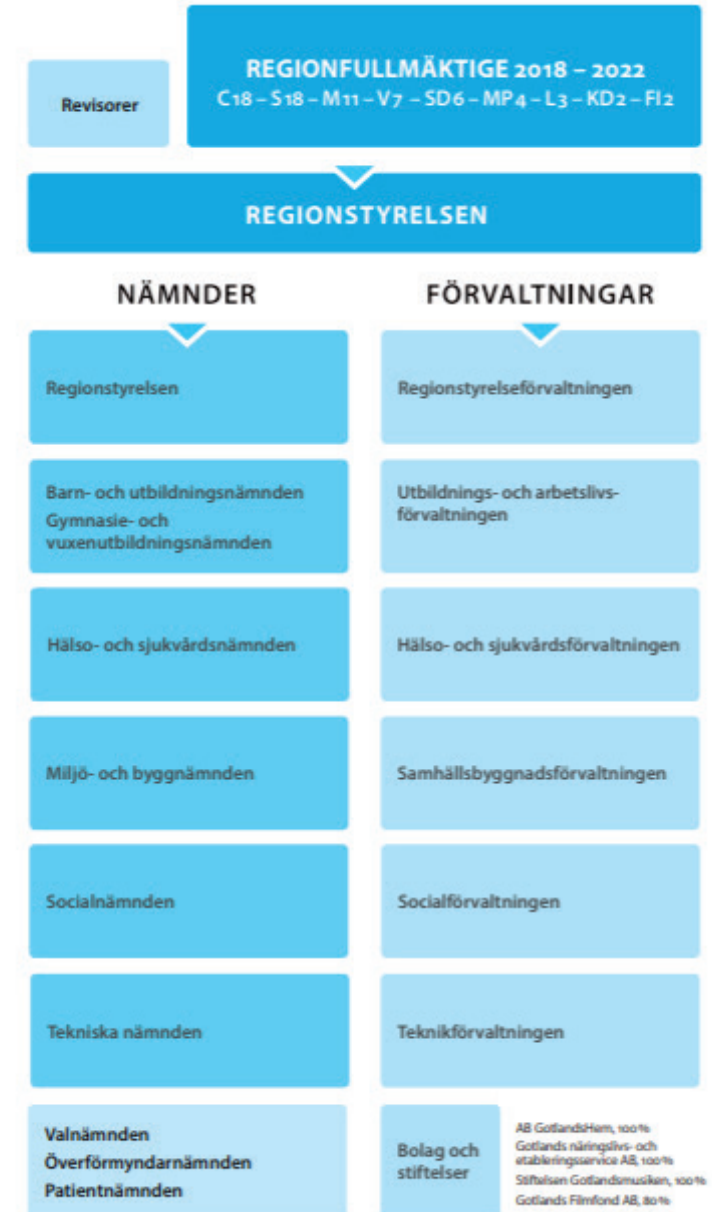 Revisorer
REGIONFULLMÄKTIGE 2018 – 2022
C18 – S18 – M11 – V7 – SD6 – MP4 – L3 – KD2 – FI2
REGIONSTYRELSEN
NÄMNDER
FÖRVALTNINGAR
Regionstyrelsen
Regionstyrelseförvaltningen
Barn- och utbildningsnämnden
Gymnasie- och
vuxenutbildningsnämnden
Utbildnings- och arbetslivs-
förvaltningen
Hälso- och sjukvårdsnämnden
Hälso- och sjukvårdsförvaltningen
Miljö- och byggnämnden
Samhällsbyggnadsförvaltningen
Socialnämnden
Socialförvaltningen
Tekniska nämnden
Teknikförvaltningen
Valnämnden
Överförmyndarnämnden
Patientnämnden
Bolag och
stiftelser
AB GotlandsHem, 100 %
Gotlands näringslivs- och
etableringsservice AB, 100 %
Stiftelsen Gotlandsmusiken, 100 %
Gotlands Filmfond AB, 80 %